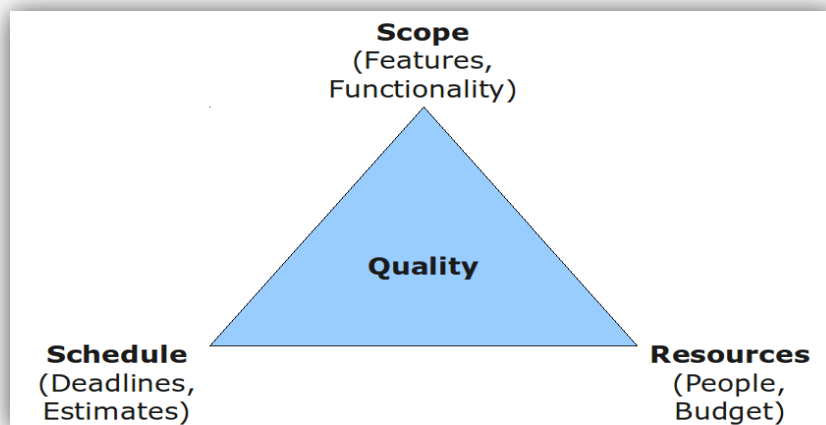 Scope
(Features,
Functionality)
Quality
Schedule
(Deadlines,
Estimates)
Resources
(People,
Budget)